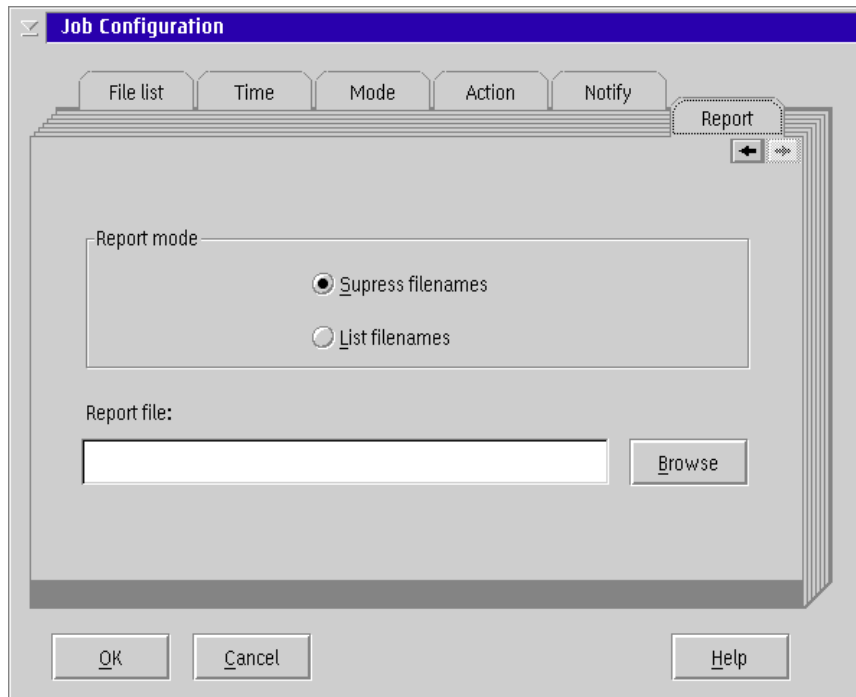 Job Configuration
File list Time Mode Action Notify Report
Report mode
Supress filenames
List filenames
Report file:
Browse
OK Cancel Help